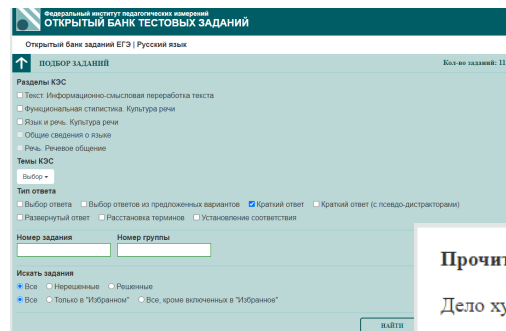 Федеральный институт педагогических измерений
ОТКРЫТЫЙ БАНК ТЕСТОВЫХ ЗАДАНИЙ
Открытый банк заданий ЕГЭ | Русский язык
ПОДБОР ЗАДАНИЙ Кол-во заданий: 11
Разделы КЭС
Текст. Информационно-смысловая переработка текста
Функциональная стилистика. Культура речи
Язык и речь. Культура речи
Общие сведения о языке
Речь. Речевое общение
Темы КЭС
Выбор
Тип ответа
Выбор ответа Выбор ответов из предложенных вариантов Краткий ответ Краткий ответ (с псевдо-дистракторами)
Развернутый ответ Расстановка терминов Установление соответствия
Номер задания Номер группы
Искать задания
Все Нерешенные Решенные
Все Только в "Избранном" Все, кроме включенных в "Избранное"
НАЙТИ
Прочит
Дело ху